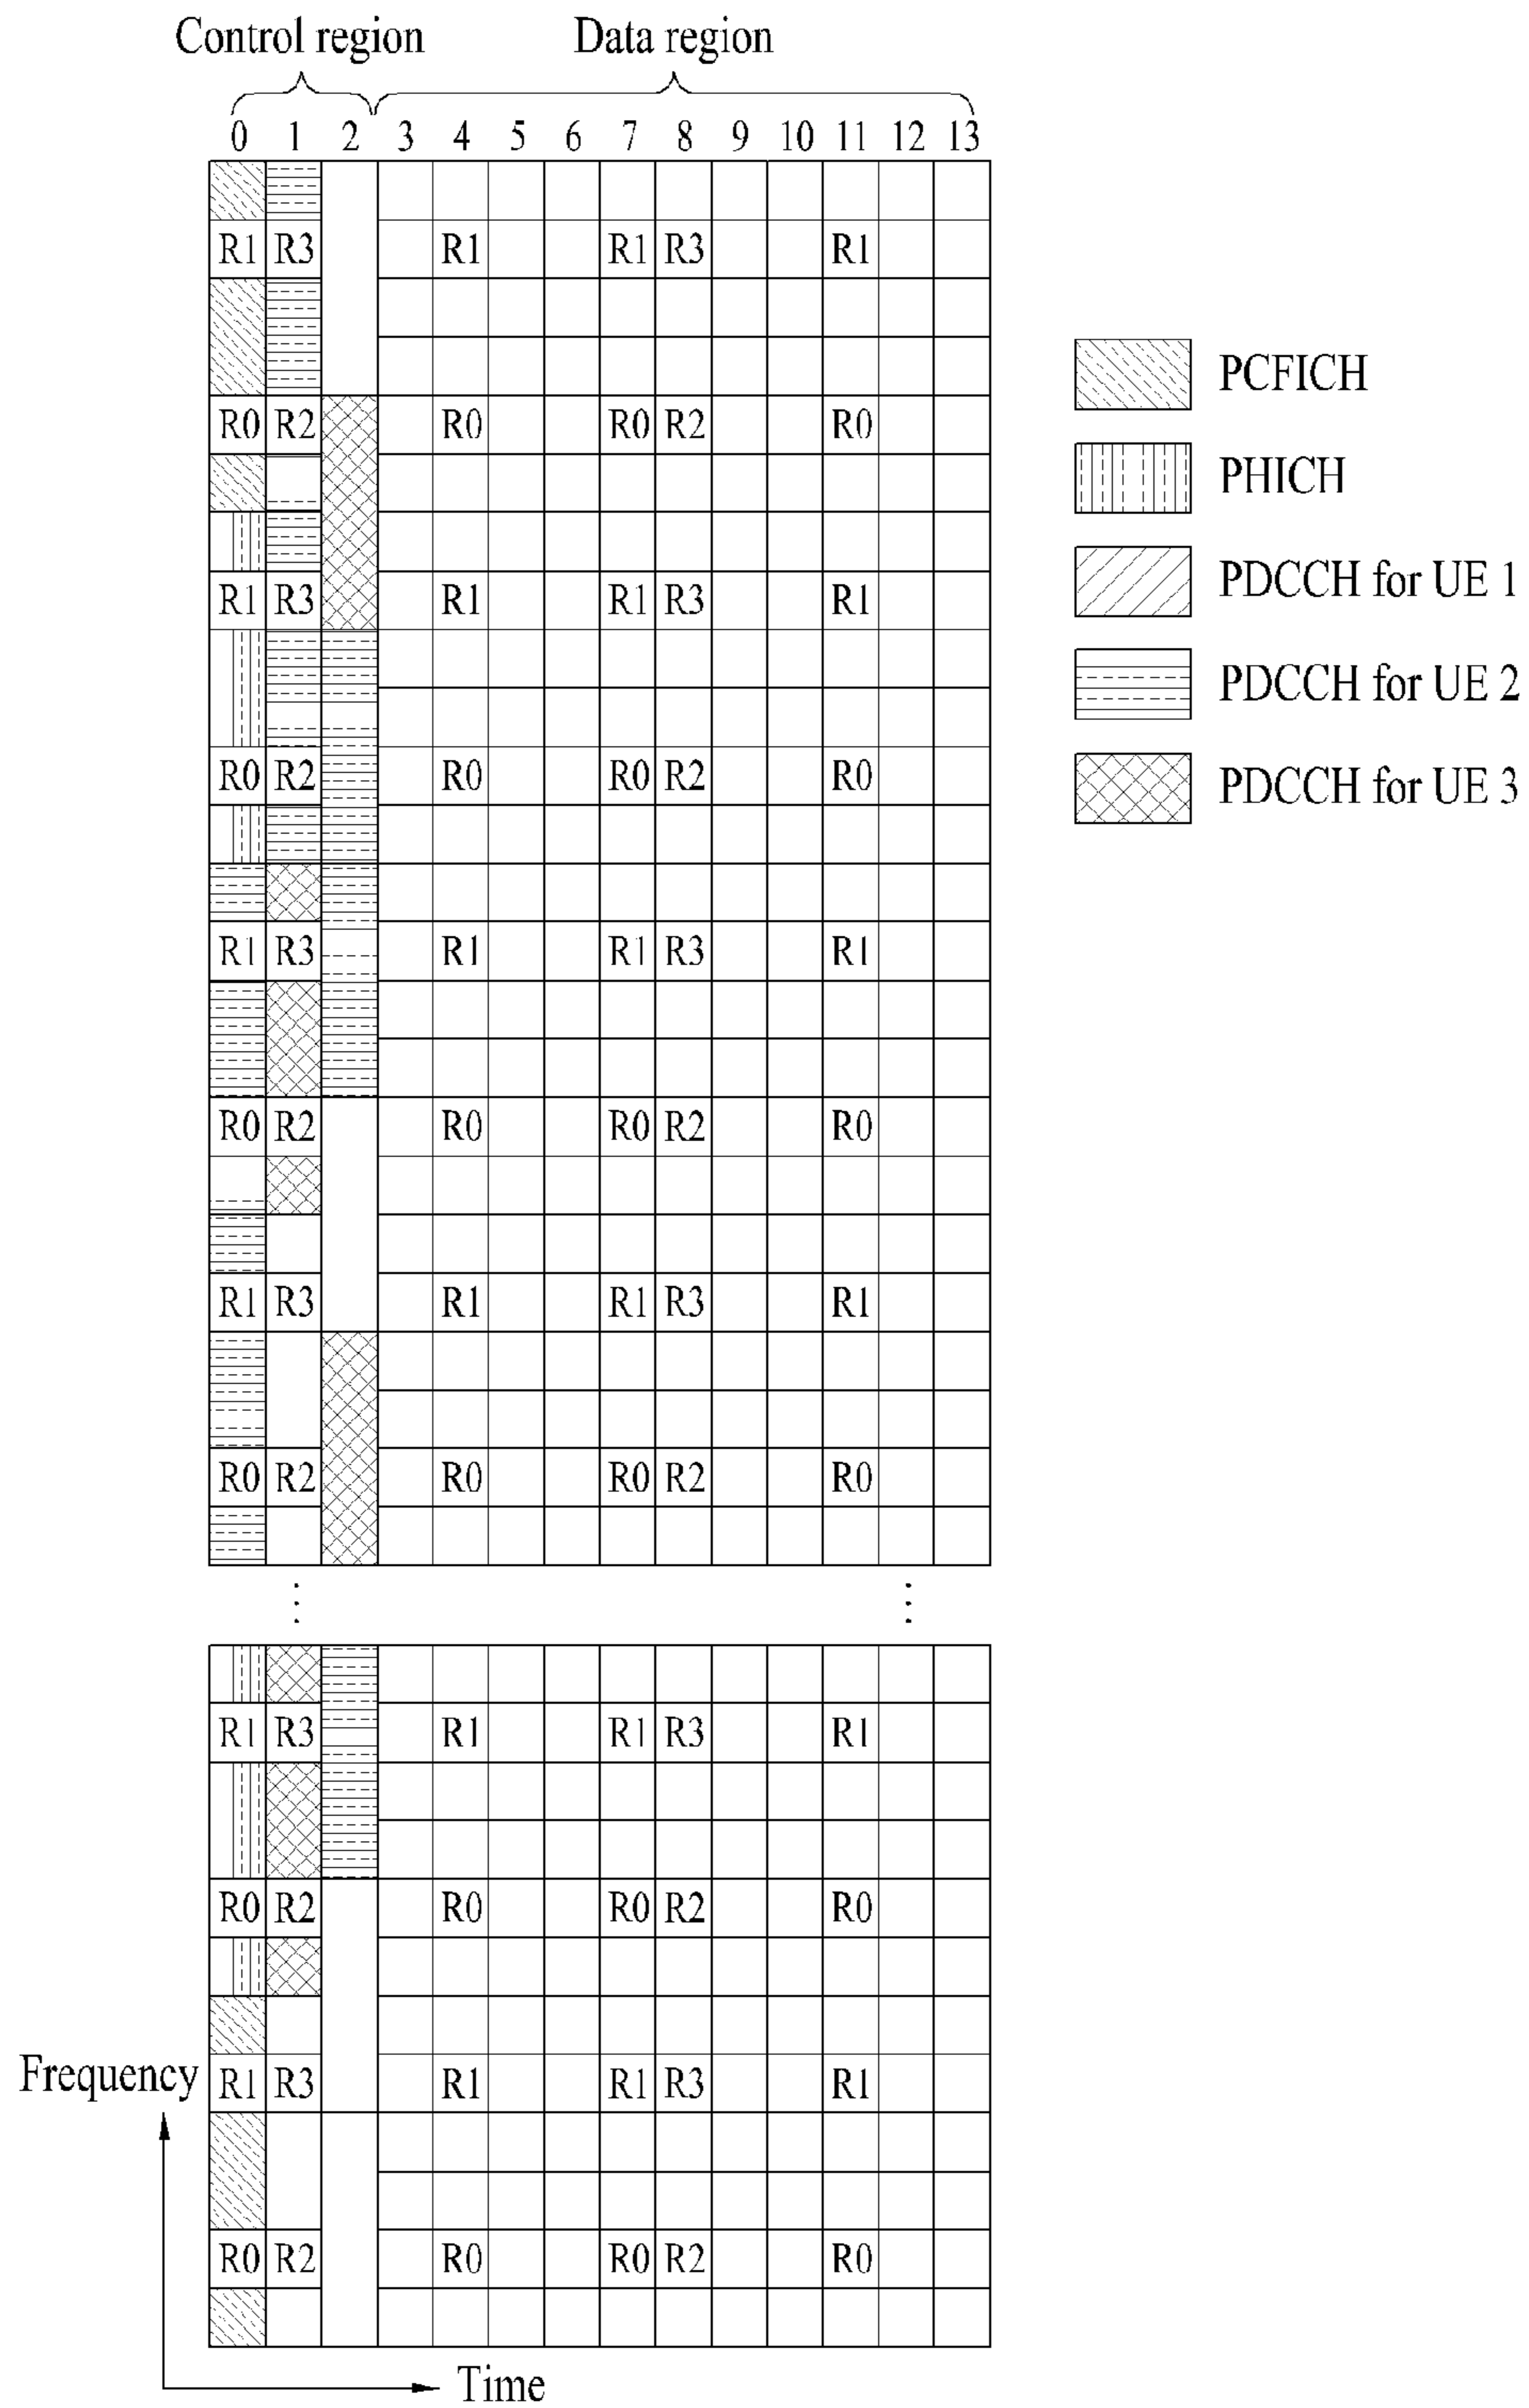 Control region Data region
0 1 2 3 4 5 6 7 8 9 10 11 12 13
R1 R3 R1 R1 R3 R1
R0 R2 R0 R0 R2 R0
R1 R3 R1 R1 R3 R1
R0 R2 R0 R0 R2 R0
R1 R3 R1 R1 R3 R1
R0 R2 R0 R0 R2 R0
R1 R3 R1 R1 R3 R1
R0 R2 R0 R0 R2 R0
R1 R3 R1 R1 R3 R1
R0 R2 R0 R0 R2 R0
R1 R3 R1 R1 R3 R1
R0 R2 R0 R0 R2 R0
PCFICH
PHICH
PDCCH for UE 1
PDCCH for UE 2
PDCCH for UE 3
Frequency
Time